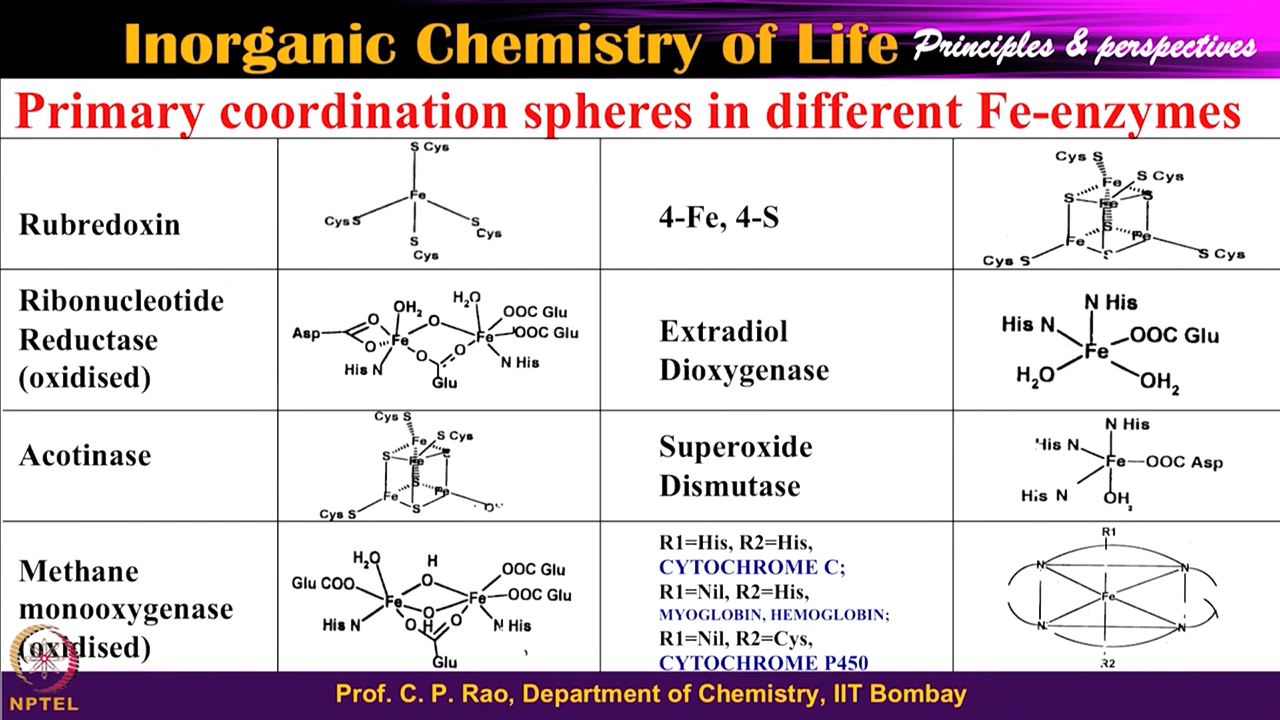 Inorganic Chemistry of Life Principles & perspectives
Primary coordination spheres in different Fe-enzymes
Rubredoxin
S Cys
Fe
Cys S
S
Cys
S
Cys
4-Fe, 4-S
Cys S
Fe
S Cys
S
Fe
S
S
Fe
Fe
S
Cys S
S Cys
Ribonucleotide
Reductase
(oxidised)
OH2
H2O
O
O
OOC Glu
Asp
Fe
Fe
OOC Glu
O
O
O
His N
N His
Glu
Extradiol
Dioxygenase
N His
His N
OOC Glu
Fe
H2O
OH2
Acotinase
Cys S
Fe
S Cys
S
Fe
S
Fe
Fe
S
Cys S
Superoxide
Dismutase
N His
His N
Fe
OOC Asp
His N
OH2
Methane
monooxygenase
(oxidised)
H2O
H
OOC Glu
Glu COO
O
Fe
Fe
OOC Glu
O
H
His N
O
O
N His
Glu
R1=His, R2=His,
CYTOCHROME C;
R1=Nil, R2=His,
MYOGLOBIN, HEMOGLOBIN;
R1=Nil, R2=Cys,
CYTOCHROME P450
R1
N
N
Fe
N
N
R2
NPTEL
Prof. C. P. Rao, Department of Chemistry, IIT Bombay